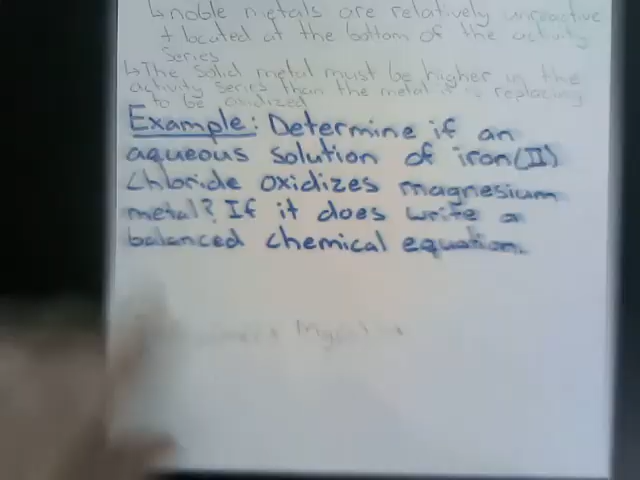 ↳noble metals are relatively unreactive
+ located at the bottom of the activity
series
↳The solid metal must be higher in the
activity series than the metal it is replacing
to be oxidized
Example: Determine if an
aqueous solution of iron(II)
chloride oxidizes magnesium
metal? If it does write a
balanced chemical equation.